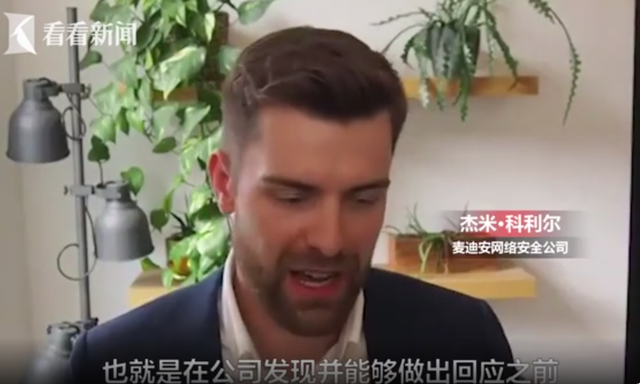 看看新闻
杰米·科利尔
麦迪安网络安全公司
也就是在公司发现并能够做出回应之前